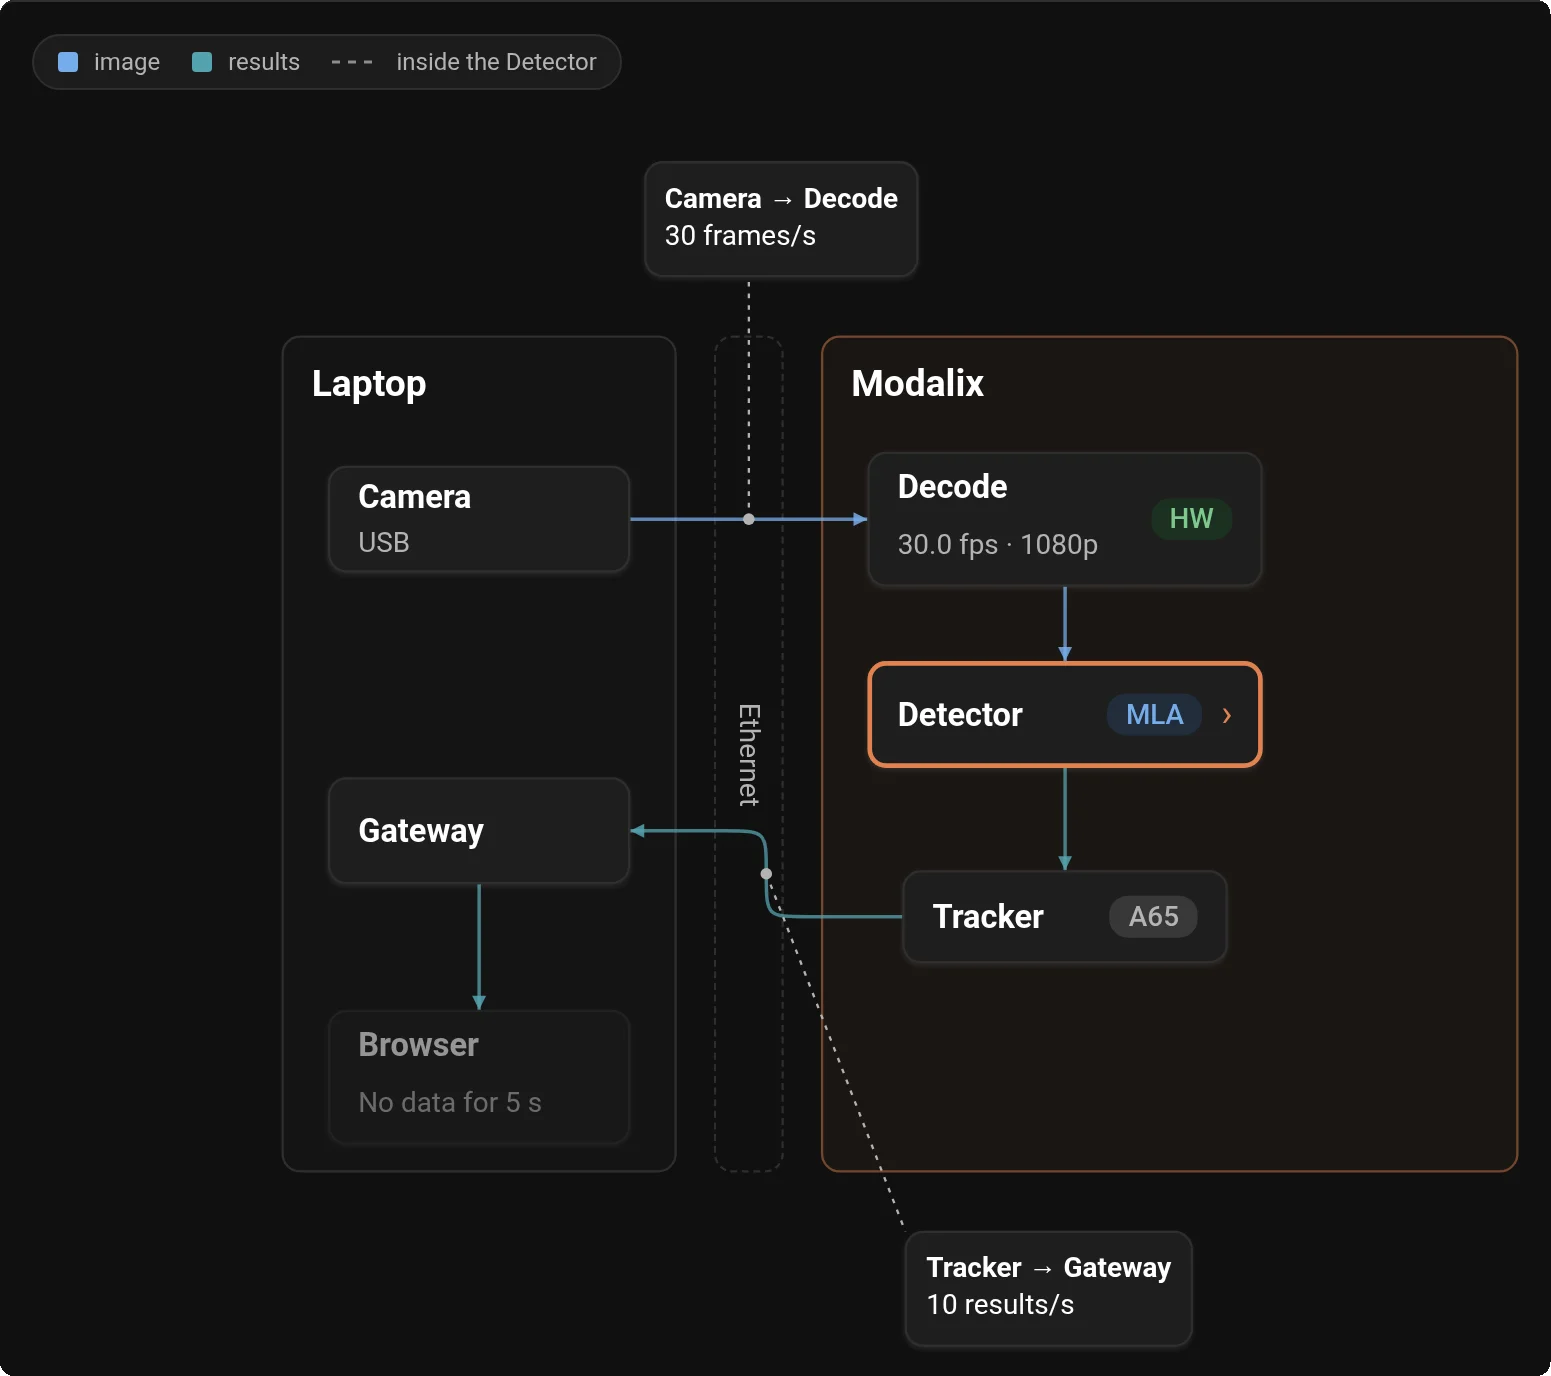 image results inside the Detector
Camera → Decode
30 frames/s
Laptop
Modalix
Camera
USB
Decode
30.0 fps · 1080p
HW
Detector
MLA ›
Ethernet
Gateway
Tracker
A65
Browser
No data for 5 s
Tracker → Gateway
10 results/s